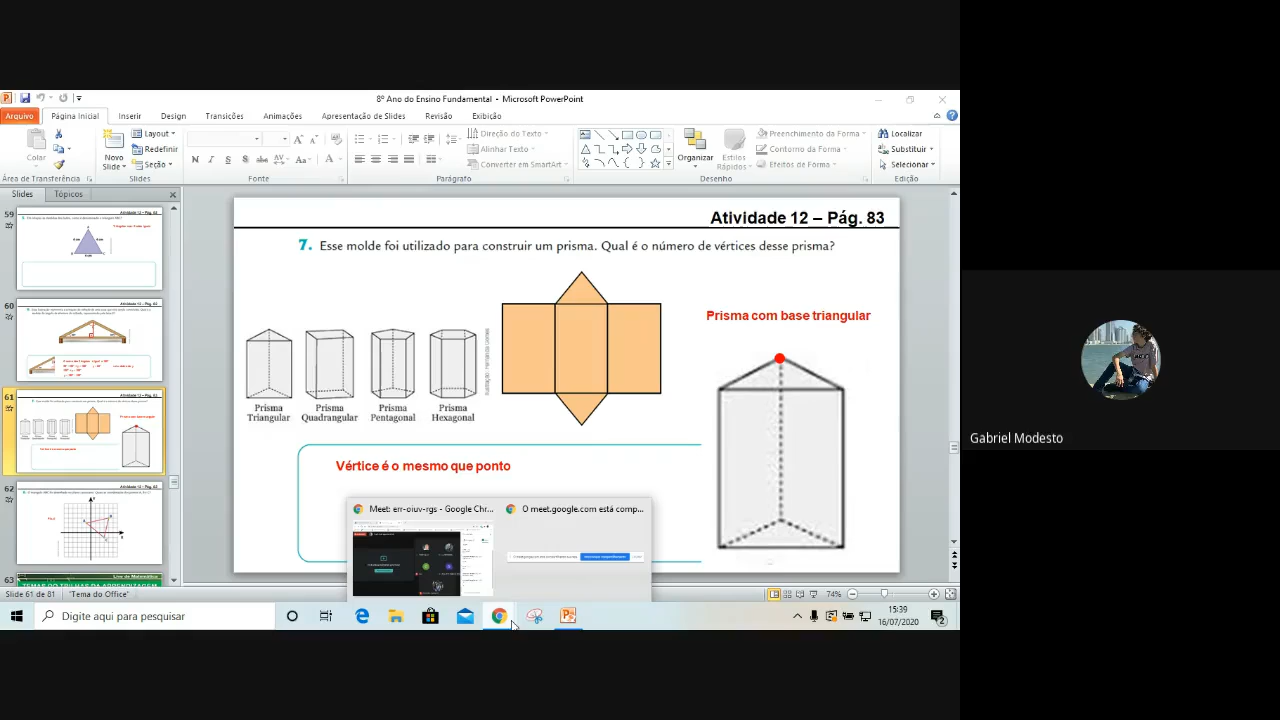 8º Ano do Ensino Fundamental - Microsoft PowerPoint
Arquivo Página Inicial Inserir Design Transições Animações Apresentação de Slides Revisão Exibição
Colar
Novo Slide
Layout
Redefinir
Seção
Direção do Texto
Alinhar Texto
Converter em SmartArt
Organizar
Estilos Rápidos
Preenchimento da Forma
Contorno da Forma
Efeitos de Forma
Localizar
Substituir
Selecionar
Área de Transferência Slides Fonte Parágrafo Desenho Edição
Slides Tópicos
59
60
61
62
63
Atividade 12 – Pág. 83
7. Esse molde foi utilizado para construir um prisma. Qual é o número de vértices desse prisma?
Prisma com base triangular
Prisma Triangular
Prisma Quadrangular
Prisma Pentagonal
Prisma Hexagonal
Vértice é o mesmo que ponto
Meet: err-oiuv-rgs - Google Chr...
O meet.google.com está comp...
Slide 61 de 81 "Tema do Office" 74%
Digite aqui para pesquisar
15:39
16/07/2020
Gabriel Modesto